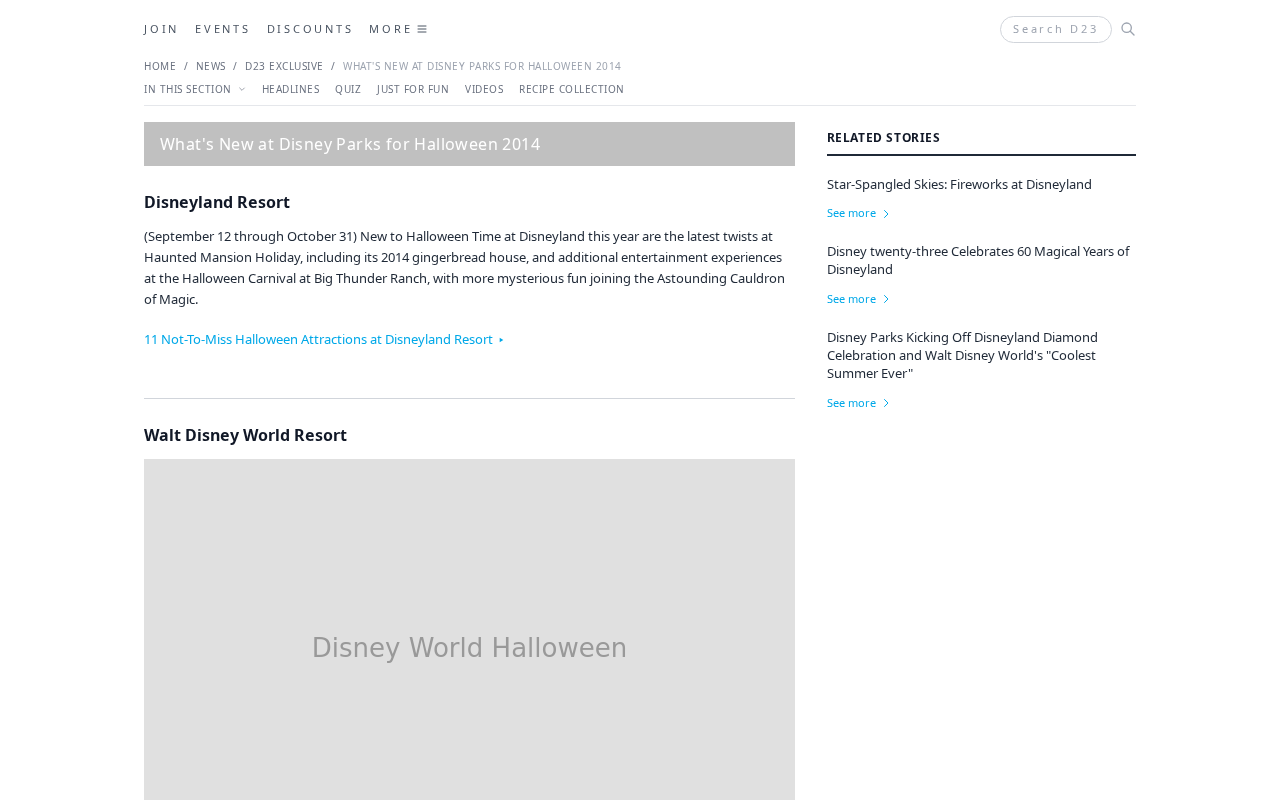 JOIN EVENTS DISCOUNTS MORE
Search D23
HOME / NEWS / D23 EXCLUSIVE / WHAT'S NEW AT DISNEY PARKS FOR HALLOWEEN 2014
IN THIS SECTION HEADLINES QUIZ JUST FOR FUN VIDEOS RECIPE COLLECTION
What's New at Disney Parks for Halloween 2014
Disneyland Resort
(September 12 through October 31) New to Halloween Time at Disneyland this year are the latest twists at
Haunted Mansion Holiday, including its 2014 gingerbread house, and additional entertainment experiences
at the Halloween Carnival at Big Thunder Ranch, with more mysterious fun joining the Astounding Cauldron
of Magic.
11 Not-To-Miss Halloween Attractions at Disneyland Resort
Walt Disney World Resort
Disney World Halloween
RELATED STORIES
Star-Spangled Skies: Fireworks at Disneyland
See more
Disney twenty-three Celebrates 60 Magical Years of
Disneyland
See more
Disney Parks Kicking Off Disneyland Diamond
Celebration and Walt Disney World's "Coolest
Summer Ever"
See more